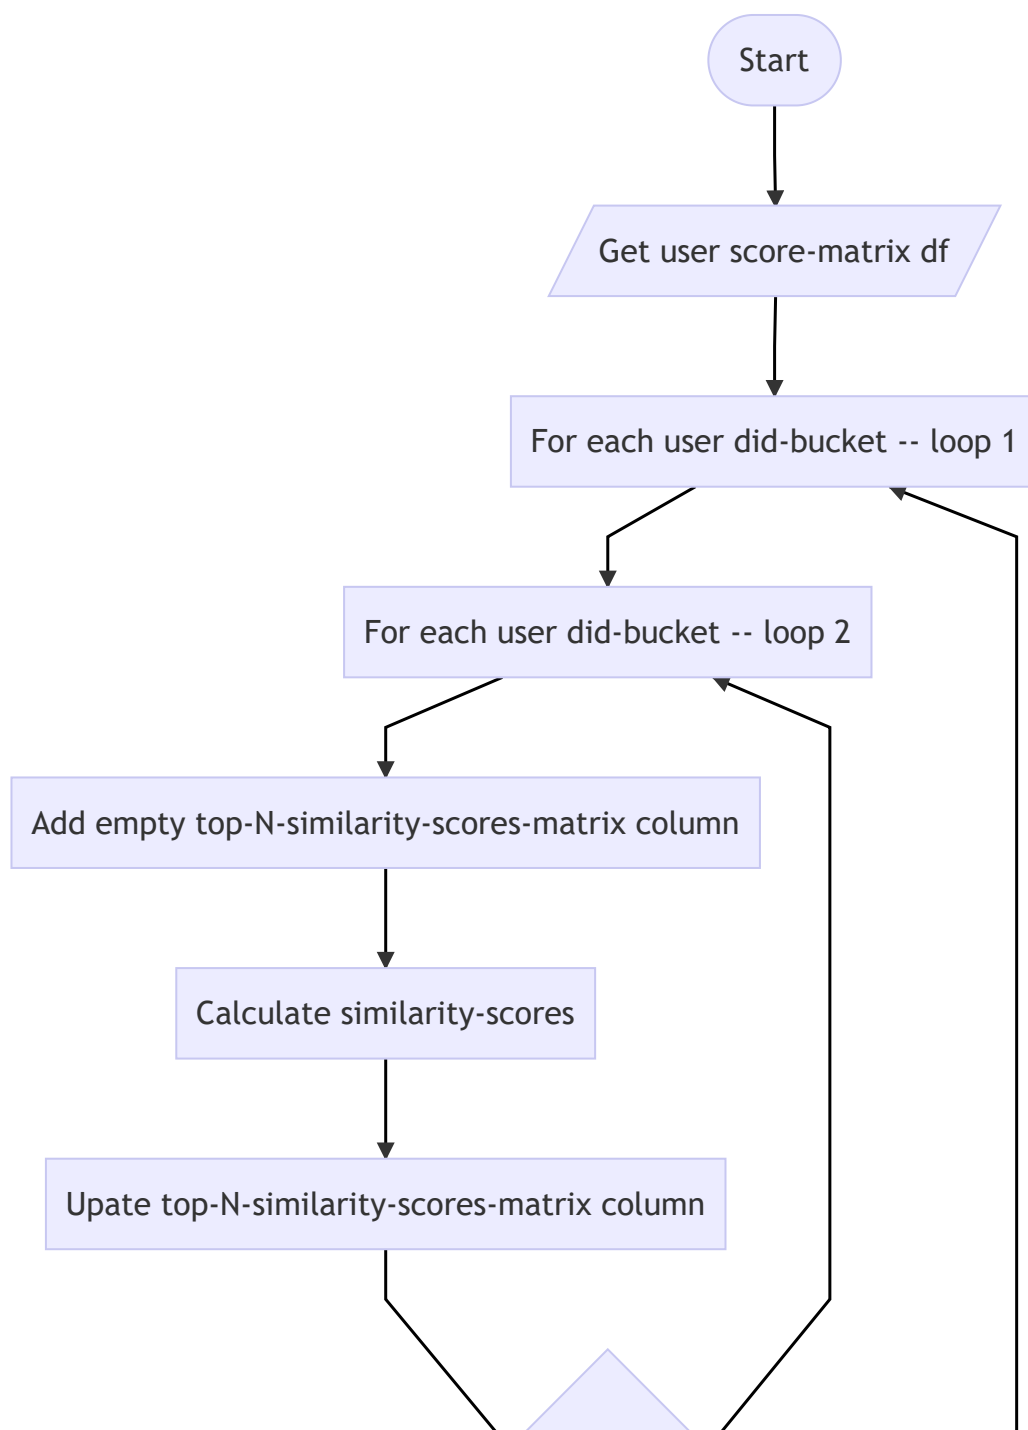 Start
Get user score-matrix df
For each user did-bucket -- loop 1
For each user did-bucket -- loop 2
Add empty top-N-similarity-scores-matrix column
Calculate similarity-scores
Upate top-N-similarity-scores-matrix column